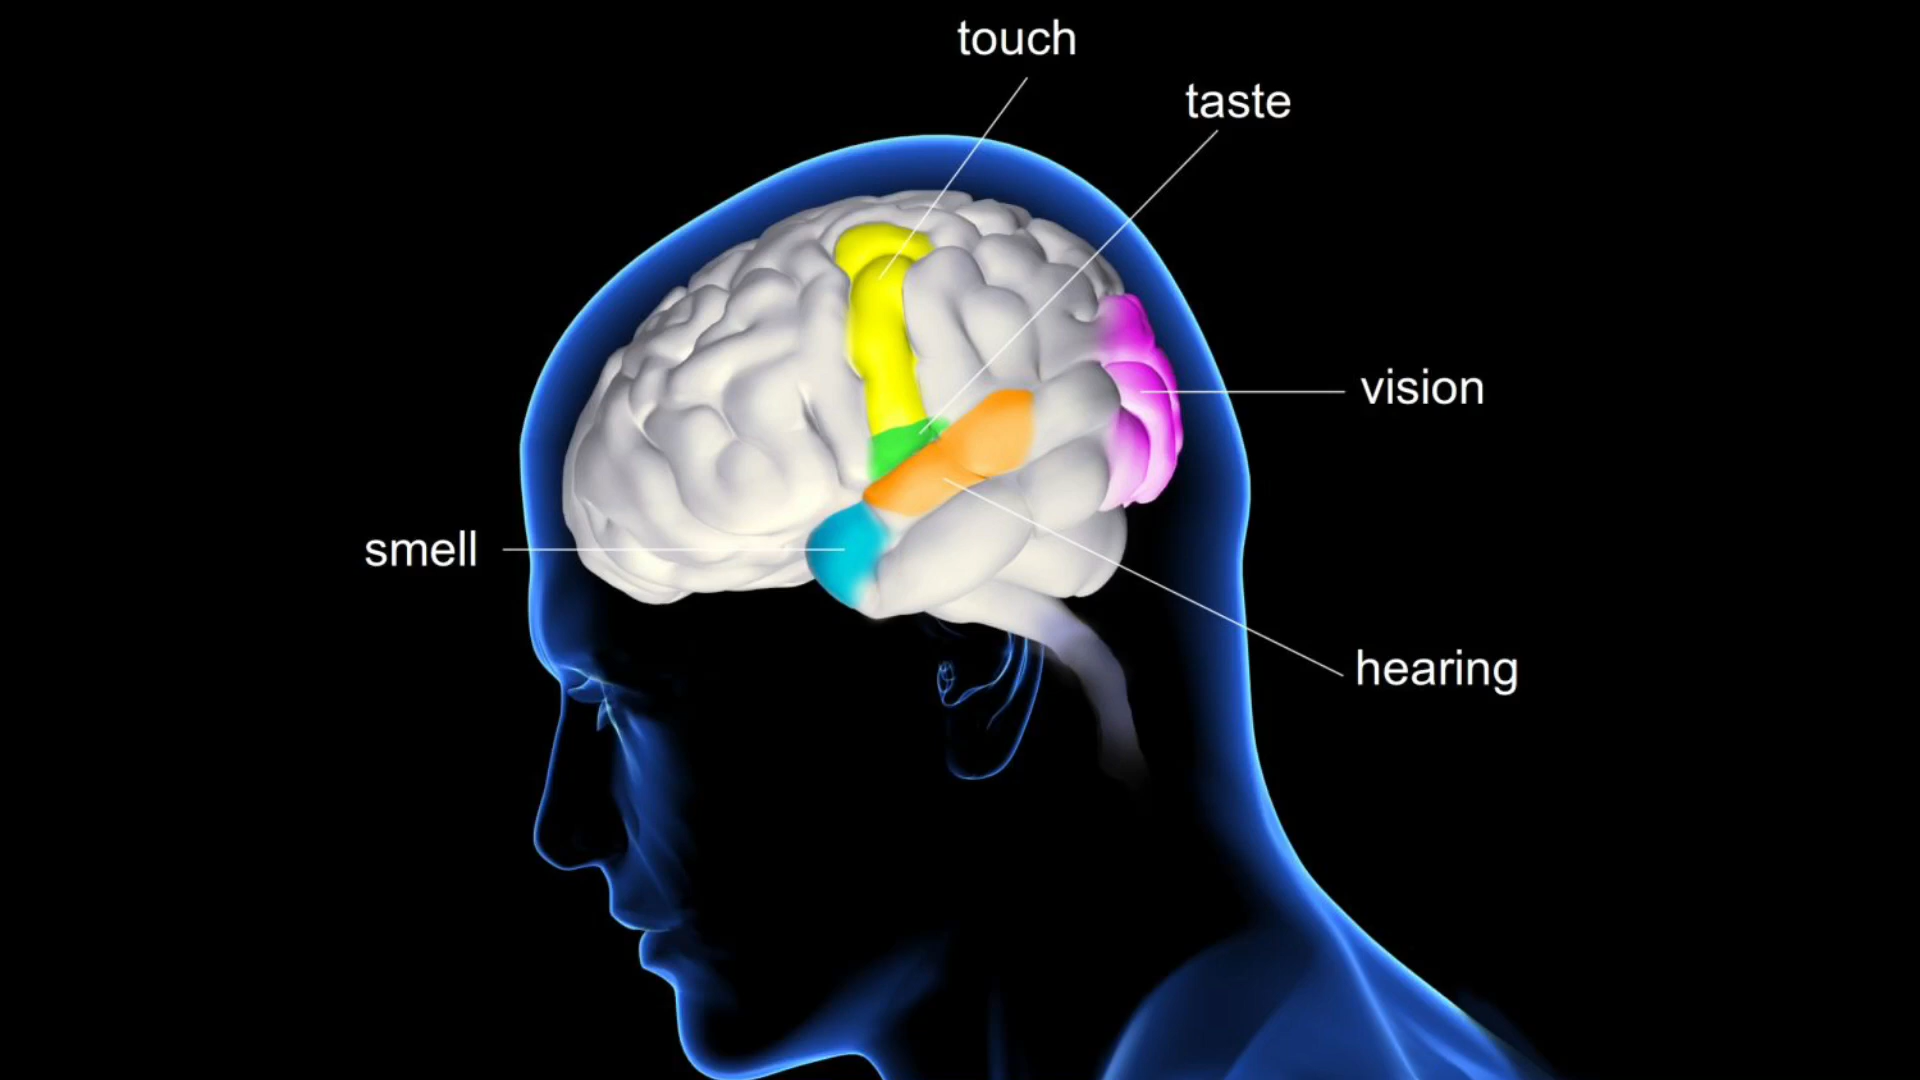 touch
taste
vision
smell
hearing